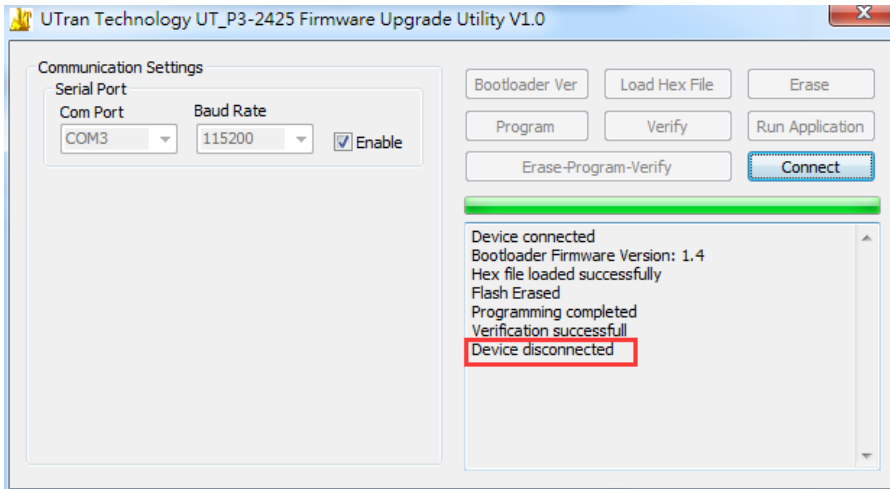 UTran Technology UT_P3-2425 Firmware Upgrade Utility V1.0
Communication Settings
Serial Port
Com Port
Baud Rate
COM3
115200
Enable
Bootloader Ver
Load Hex File
Erase
Program
Verify
Run Application
Erase-Program-Verify
Connect
Device connected
Bootloader Firmware Version: 1.4
Hex file loaded successfully
Flash Erased
Programming completed
Verification successfull
Device disconnected